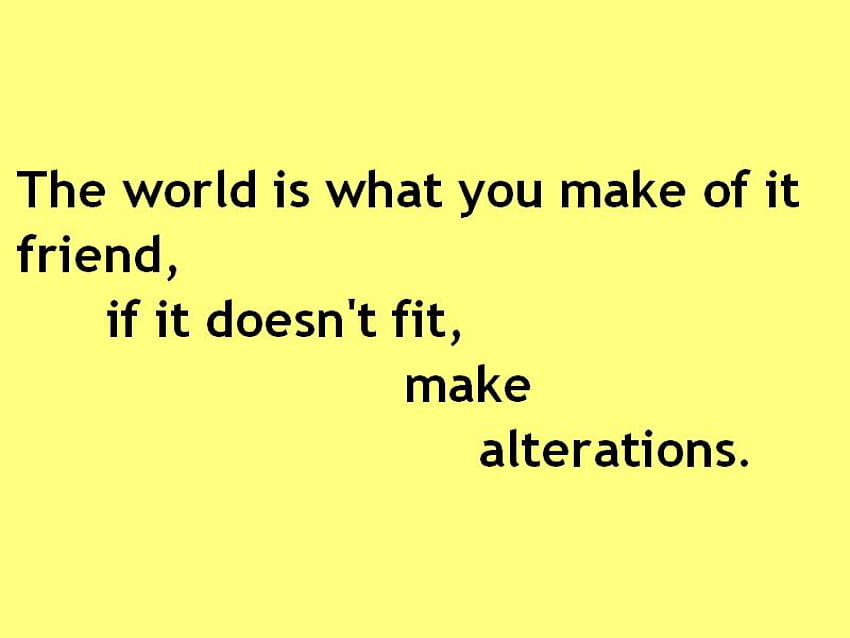 The world is what you make of it
friend,
if it doesn't fit,
make
alterations.